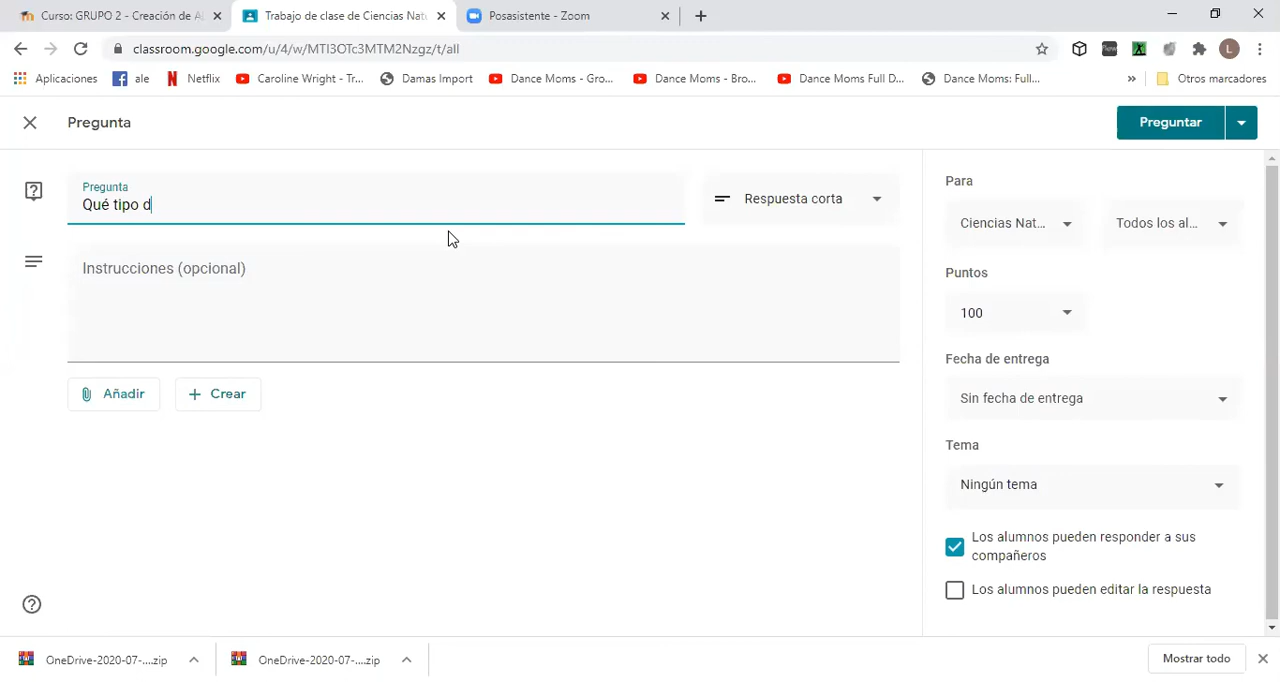 Curso: GRUPO 2 - Creación de A
Trabajo de clase de Ciencias Natu
Posasistente - Zoom
classroom.google.com/u/4/w/MTI3OTc3MTM2Nzgz/t/all
L
Aplicaciones
ale
Netflix
Caroline Wright - Tr...
Damas Import
Dance Moms - Gro...
Dance Moms - Bro...
Dance Moms Full D...
Dance Moms: Full...
»
Otros marcadores
Pregunta
Preguntar
Pregunta
Qué tipo d
Respuesta corta
Instrucciones (opcional)
Añadir
Crear
Para
Ciencias Nat...
Todos los al...
Puntos
100
Fecha de entrega
Sin fecha de entrega
Tema
Ningún tema
Los alumnos pueden responder a sus
compañeros
Los alumnos pueden editar la respuesta
OneDrive-2020-07-....zip
OneDrive-2020-07-....zip
Mostrar todo